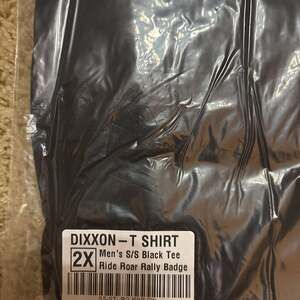 DIXXON-T SHIRT
2X Men's S/S Black Tee
Ride Roar Rally Badge